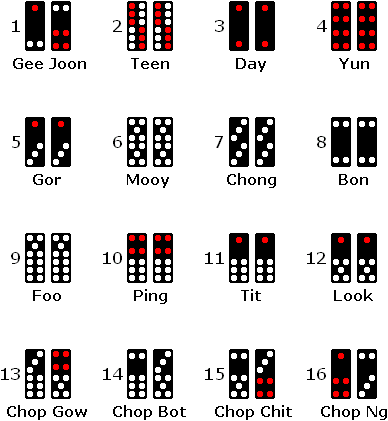 1 2 3 4
Gee Joon Teen Day Yun
5 6 7 8
Gor Mooy Chong Bon
9 10 11 12
Foo Ping Tit Look
13 14 15 16
Chop Gow Chop Bot Chop Chit Chop Ng